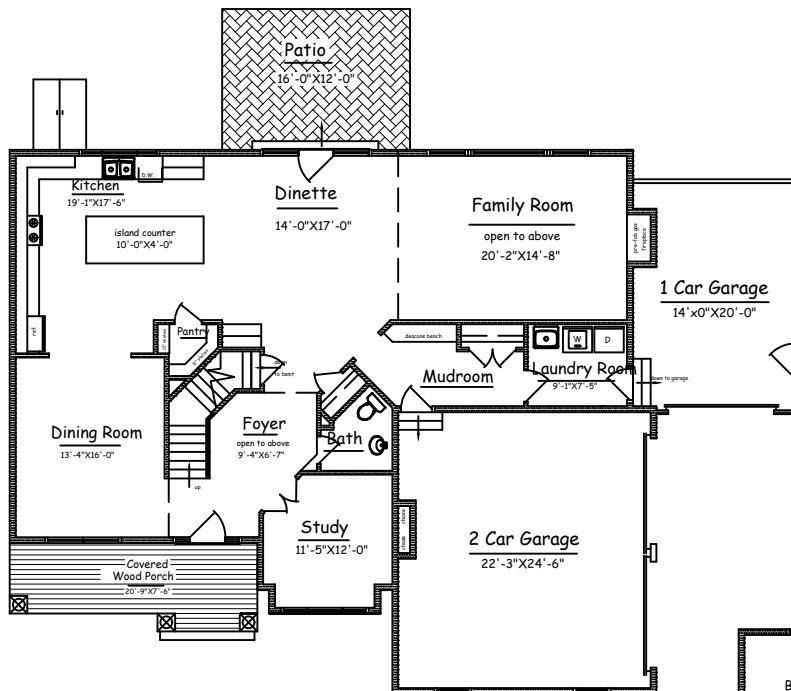 Patio
16'-0"X12'-0"
D.W.
Kitchen
19'-1"X17'-6"
Dinette
14'-0"X17'-0"
Family Room
open to above
20'-2"X14'-8"
island counter
10'-0"X4'-0"
pre-fab gas
fireplace
1 Car Garage
14'x0"X20'-0"
ref.
Pantry
12" shelves
deacons bench
W
D
down
to bsmt
Mudroom
Laundry Room
9'-1"X7'-5"
down to garage
Dining Room
13'-4"X16'-0"
Foyer
open to above
9'-4"X6'-7"
Bath
up
Study
11'-5"X12'-0"
chase
chase
2 Car Garage
22'-3"X24'-6"
Covered
Wood Porch
20'-9"X7'-6"
B